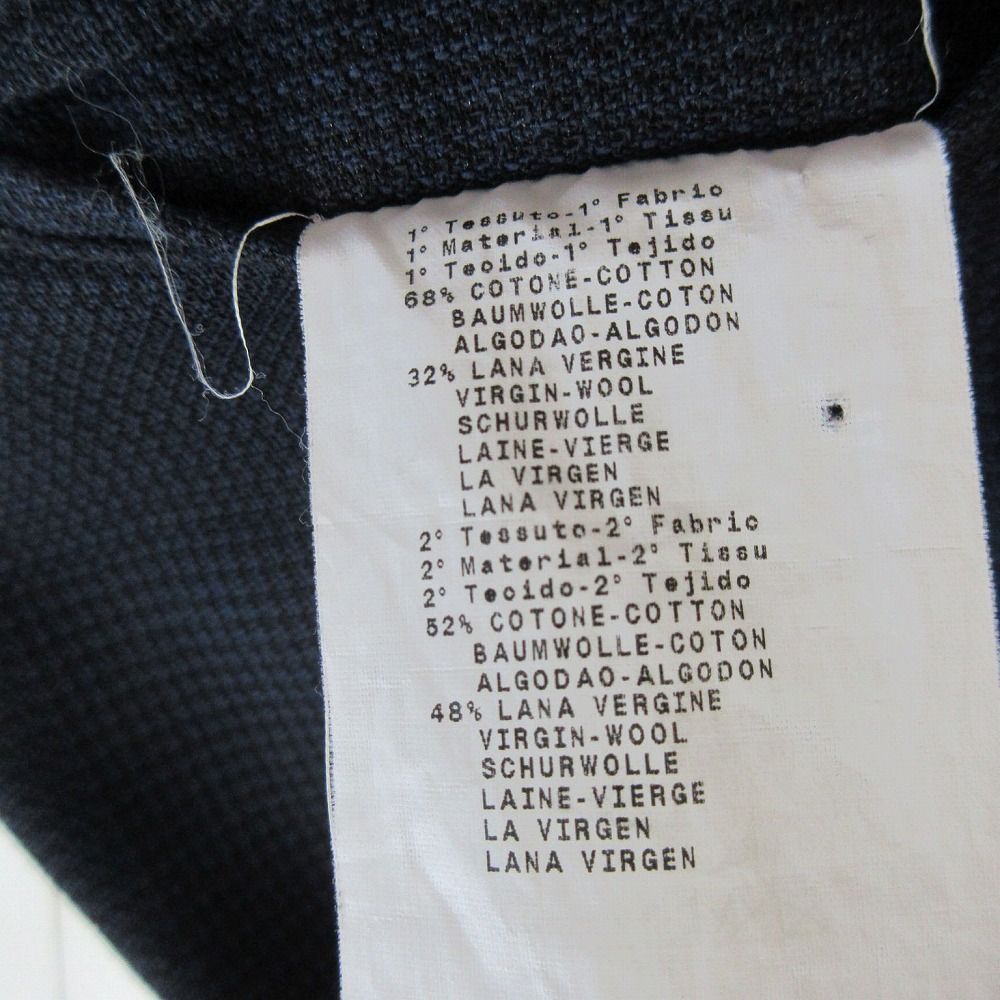 1° Tessuto-1° Fabric
1° Material-1° Tissu
1° Tecido-1° Tejido
68% COTONE-COTTON
BAUMWOLLE-COTON
ALGODAO-ALGODON
32% LANA VERGINE
VIRGIN-WOOL
SCHURWOLLE
LAINE-VIERGE
LA VIRGEN
LANA VIRGEN
2° Tessuto-2° Fabric
2° Material-2° Tissu
2° Tecido-2° Tejido
52% COTONE-COTTON
BAUMWOLLE-COTON
ALGODAO-ALGODON
48% LANA VERGINE
VIRGIN-WOOL
SCHURWOLLE
LAINE-VIERGE
LA VIRGEN
LANA VIRGEN